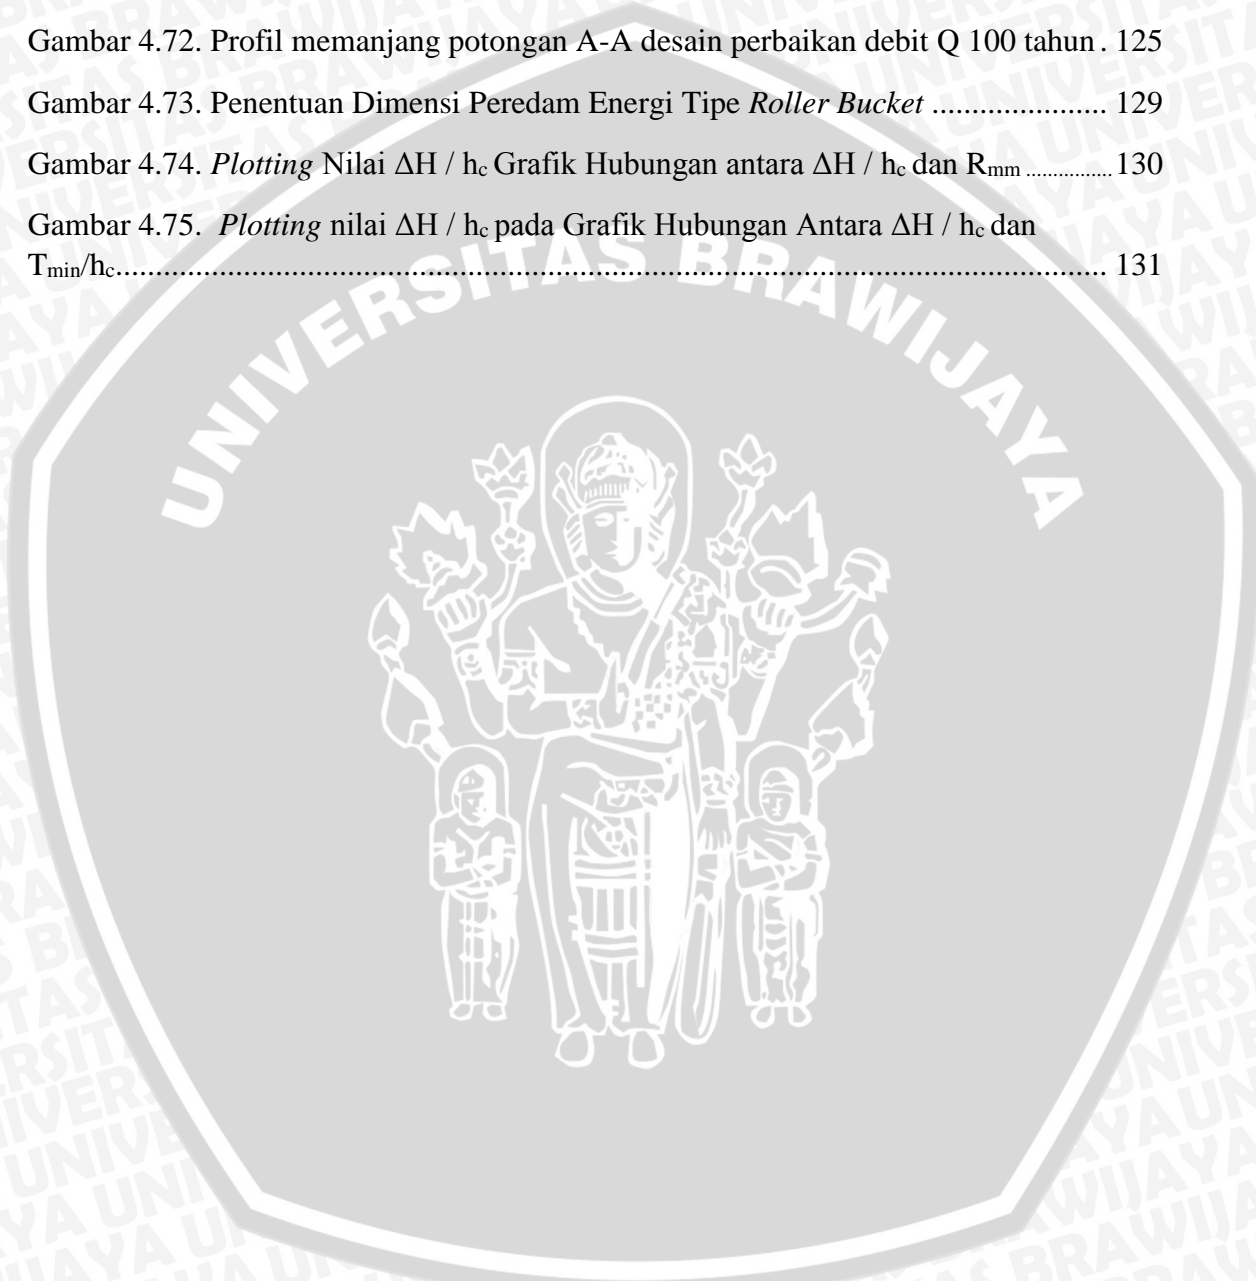 Gambar 4.72. Profil memanjang potongan A-A desain perbaikan debit Q 100 tahun . 125
Gambar 4.73. Penentuan Dimensi Peredam Energi Tipe Roller Bucket ...................... 129
Gambar 4.74. Plotting Nilai ΔH / hc Grafik Hubungan antara ΔH / hc dan Rmm ................ 130
Gambar 4.75. Plotting nilai ΔH / hc pada Grafik Hubungan Antara ΔH / hc dan
Tmin/hc........................................................................................................................... 131
UNIVERSITAS BRAWIJAYA